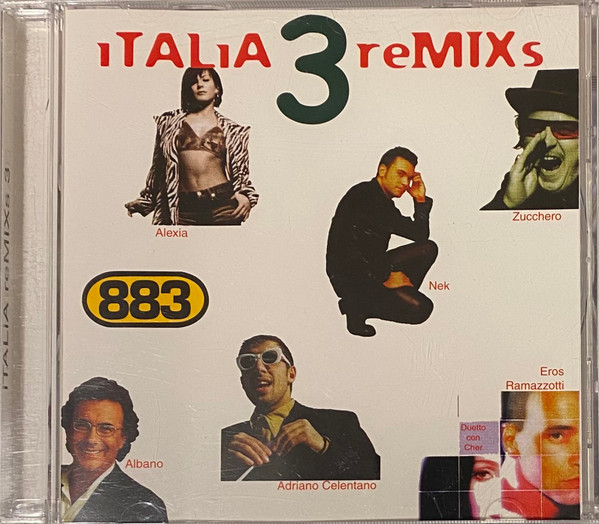 iTALiA 3 reMIXs
Alexia
Zucchero
Nek
883
Eros
Ramazzotti
Duetto
con
Cher
Albano
Adriano Celentano
iTALiA reMIXs 3